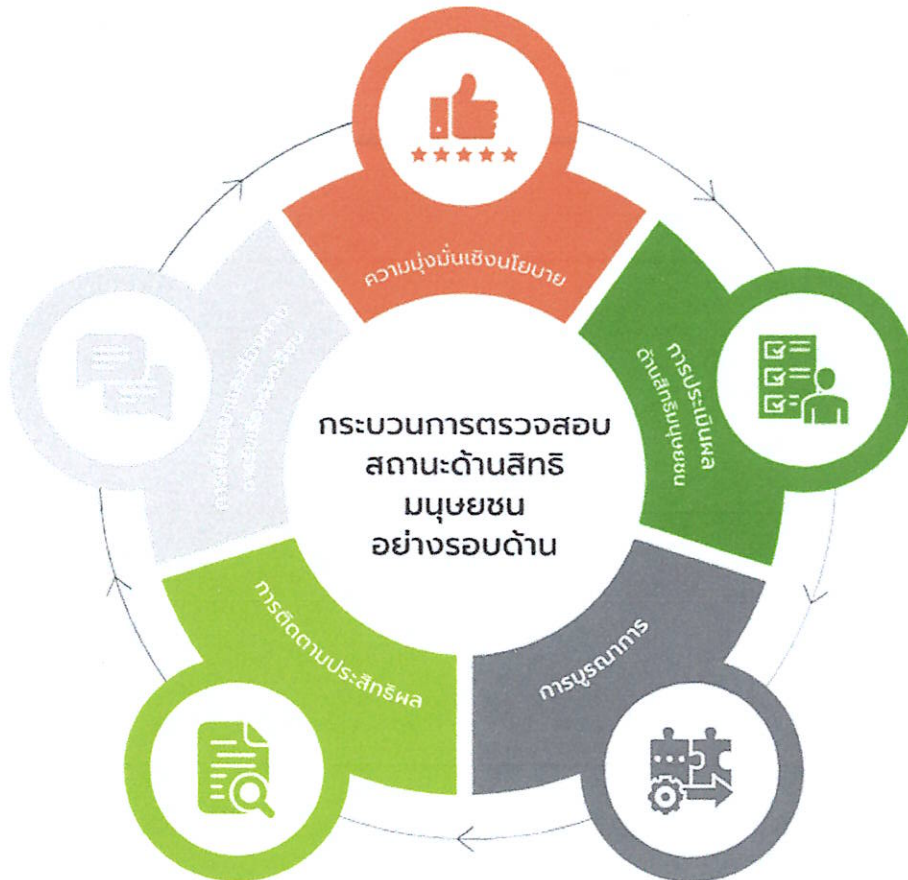 ความมุ่งมั่นเชิงนโยบาย
การประเมินผล
ด้านสิทธิมนุษยชน
การบูรณาการ
การติดตามประสิทธิผล
กระบวนการตรวจสอบ
สถานะด้านสิทธิ
มนุษยชน
อย่างรอบด้าน